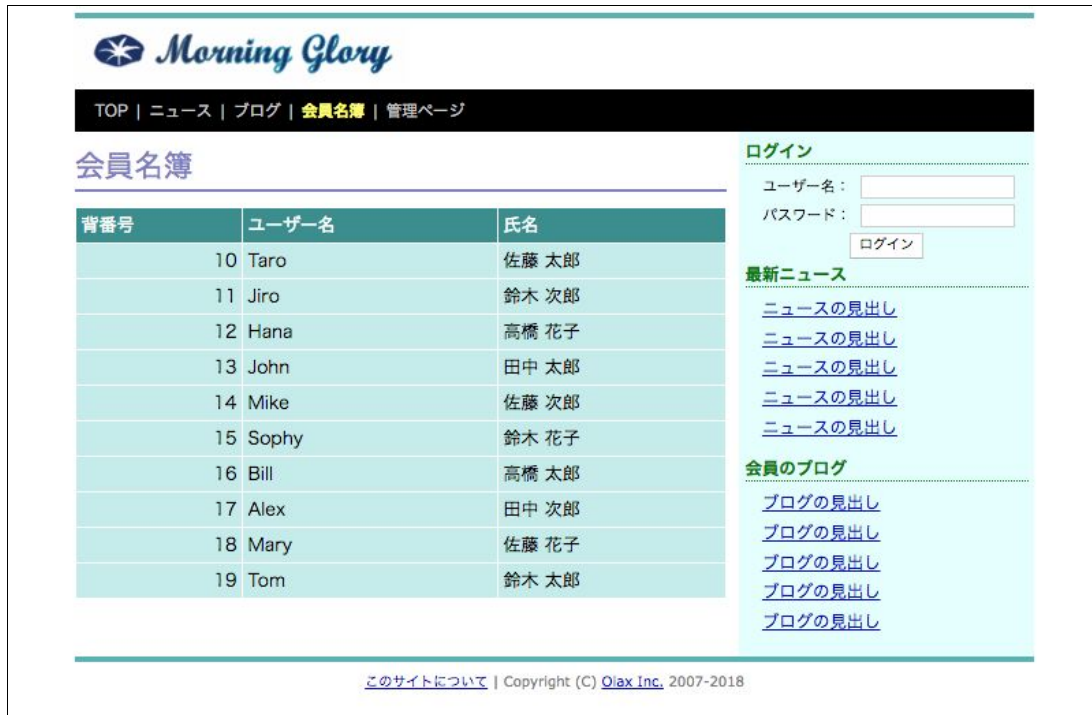 Morning Glory
TOP | ニュース | ブログ | 会員名簿 | 管理ページ
会員名簿
背番号 ユーザー名 氏名
10 Taro 佐藤 太郎
11 Jiro 鈴木 次郎
12 Hana 高橋 花子
13 John 田中 太郎
14 Mike 佐藤 次郎
15 Sophy 鈴木 花子
16 Bill 高橋 太郎
17 Alex 田中 次郎
18 Mary 佐藤 花子
19 Tom 鈴木 太郎
ログイン
ユーザー名：
パスワード：
ログイン
最新ニュース
ニュースの見出し
ニュースの見出し
ニュースの見出し
ニュースの見出し
ニュースの見出し
会員のブログ
ブログの見出し
ブログの見出し
ブログの見出し
ブログの見出し
ブログの見出し
このサイトについて | Copyright (C) Oiax Inc. 2007-2018